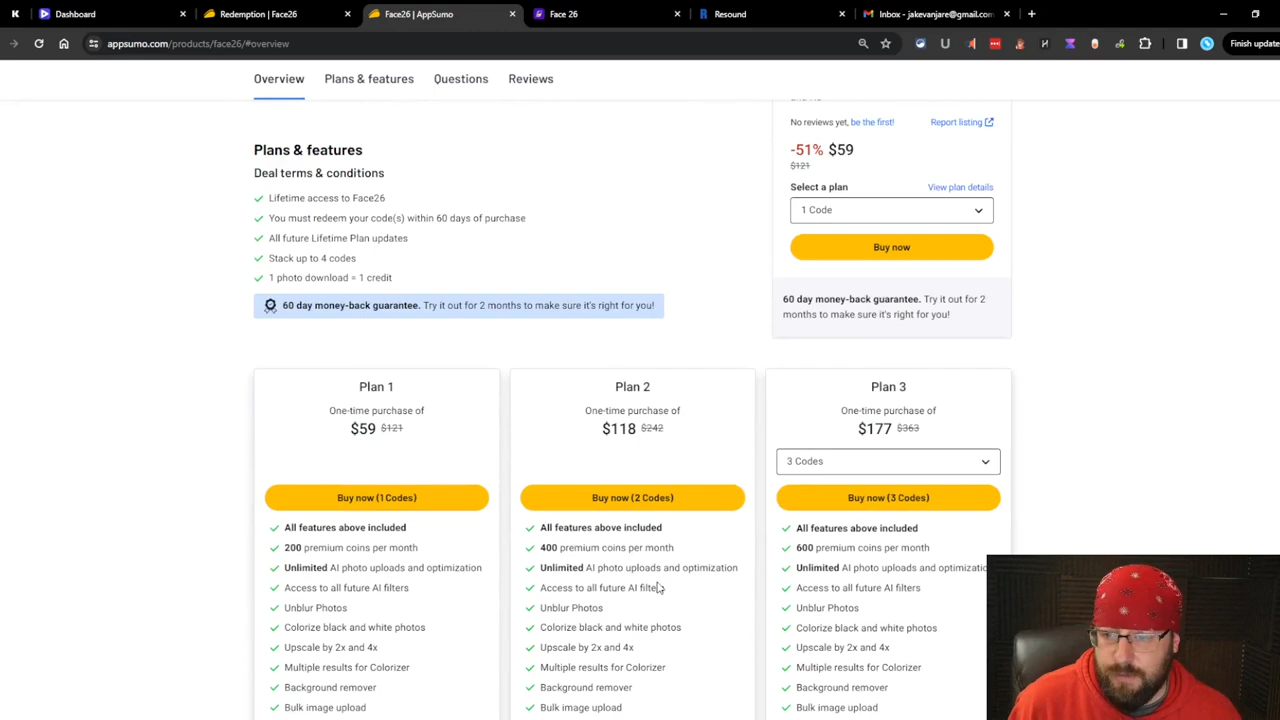 Dashboard
Redemption | Face26
Face26 | AppSumo
Face 26
Resound
Inbox - jakevanjare@gmail.com
appsumo.com/products/face26/#overview
Finish update
Overview
Plans & features
Questions
Reviews
No reviews yet, be the first!
Report listing
-51% $59
$121
Select a plan
View plan details
1 Code
Buy now
60 day money-back guarantee. Try it out for 2
months to make sure it's right for you!
Plans & features
Deal terms & conditions
Lifetime access to Face26
You must redeem your code(s) within 60 days of purchase
All future Lifetime Plan updates
Stack up to 4 codes
1 photo download = 1 credit
60 day money-back guarantee. Try it out for 2 months to make sure it's right for you!
Plan 1
One-time purchase of
$59 $121
Buy now (1 Codes)
All features above included
200 premium coins per month
Unlimited AI photo uploads and optimization
Access to all future AI filters
Unblur Photos
Colorize black and white photos
Upscale by 2x and 4x
Multiple results for Colorizer
Background remover
Bulk image upload
Plan 2
One-time purchase of
$118 $242
Buy now (2 Codes)
All features above included
400 premium coins per month
Unlimited AI photo uploads and optimization
Access to all future AI filters
Unblur Photos
Colorize black and white photos
Upscale by 2x and 4x
Multiple results for Colorizer
Background remover
Bulk image upload
Plan 3
One-time purchase of
$177 $363
3 Codes
Buy now (3 Codes)
All features above included
600 premium coins per month
Unlimited AI photo uploads and optimizatio
Access to all future AI filters
Unblur Photos
Colorize black and white photos
Upscale by 2x and 4x
Multiple results for Colorizer
Background remover
Bulk image upload